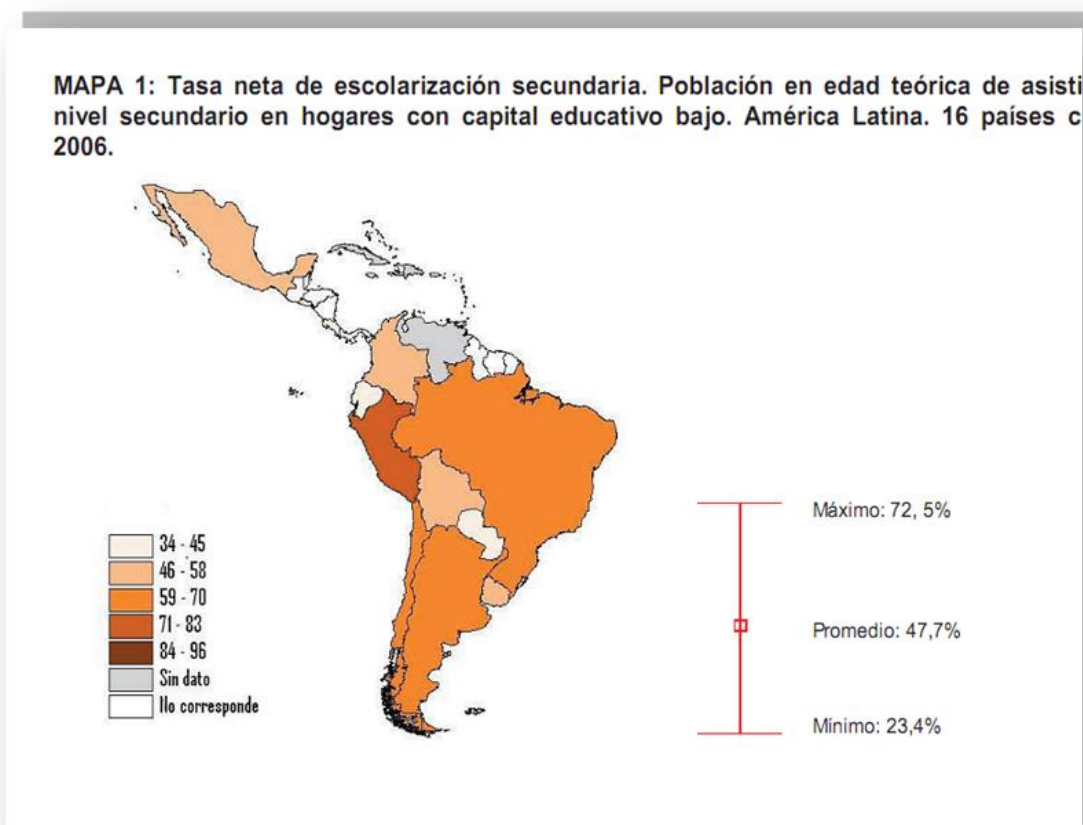 MAPA 1: Tasa neta de escolarización secundaria. Población en edad teórica de asisti
nivel secundario en hogares con capital educativo bajo. América Latina. 16 países c
2006.
34 - 45
46 - 58
59 - 70
71 - 83
84 - 96
Sin dato
No corresponde
Máximo: 72, 5%
Promedio: 47,7%
Mínimo: 23,4%